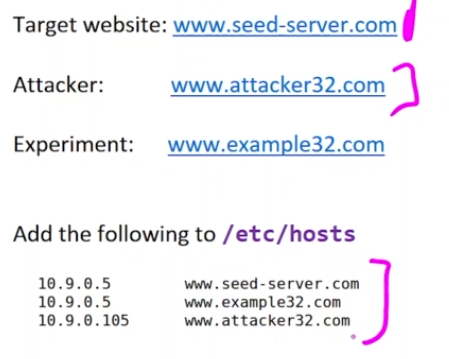 Target website: www.seed-server.com
Attacker: www.attacker32.com
Experiment: www.example32.com
Add the following to /etc/hosts
10.9.0.5 www.seed-server.com
10.9.0.5 www.example32.com
10.9.0.105 www.attacker32.com